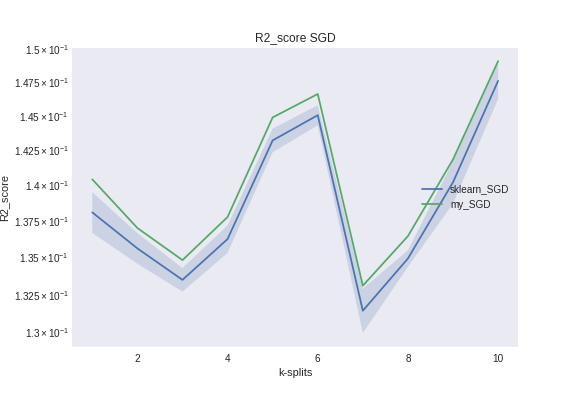 R2_score SGD
1.5 × 10⁻¹
1.475 × 10⁻¹
1.45 × 10⁻¹
1.425 × 10⁻¹
1.4 × 10⁻¹
1.375 × 10⁻¹
1.35 × 10⁻¹
1.325 × 10⁻¹
1.3 × 10⁻¹
R2_score
sklearn_SGD
my_SGD
2 4 6 8 10
k-splits